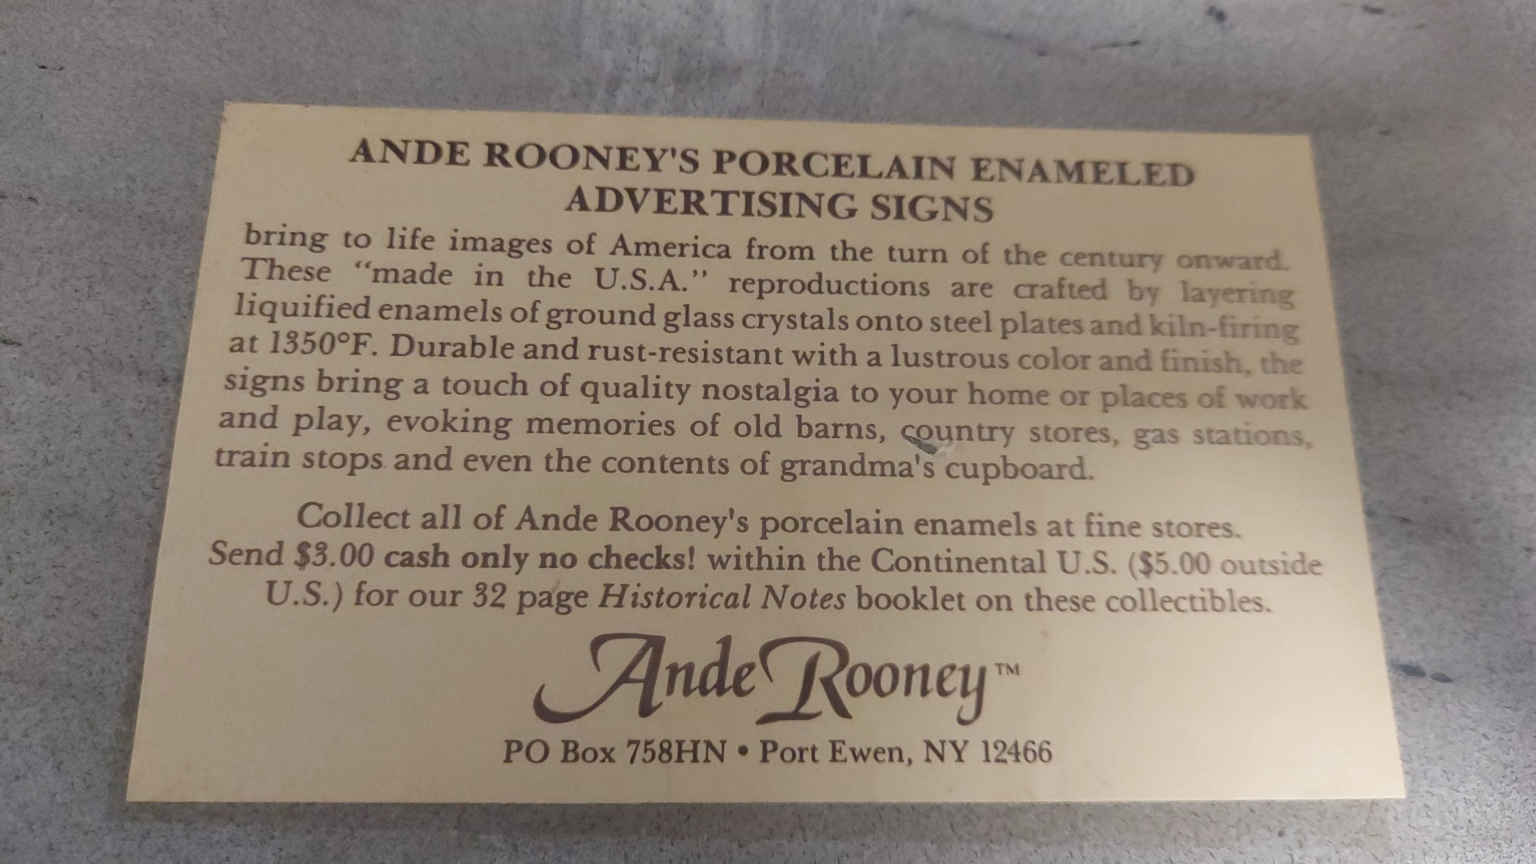 ANDE ROONEY'S PORCELAIN ENAMELED
ADVERTISING SIGNS
bring to life images of America from the turn of the century onward.
These “made in the U.S.A.” reproductions are crafted by layering
liquified enamels of ground glass crystals onto steel plates and kiln-firing
at 1350°F. Durable and rust-resistant with a lustrous color and finish, the
signs bring a touch of quality nostalgia to your home or places of work
and play, evoking memories of old barns, country stores, gas stations,
train stops and even the contents of grandma's cupboard.
Collect all of Ande Rooney's porcelain enamels at fine stores.
Send $3.00 cash only no checks! within the Continental U.S. ($5.00 outside
U.S.) for our 32 page Historical Notes booklet on these collectibles.
Ande Rooney™
PO Box 758HN • Port Ewen, NY 12466